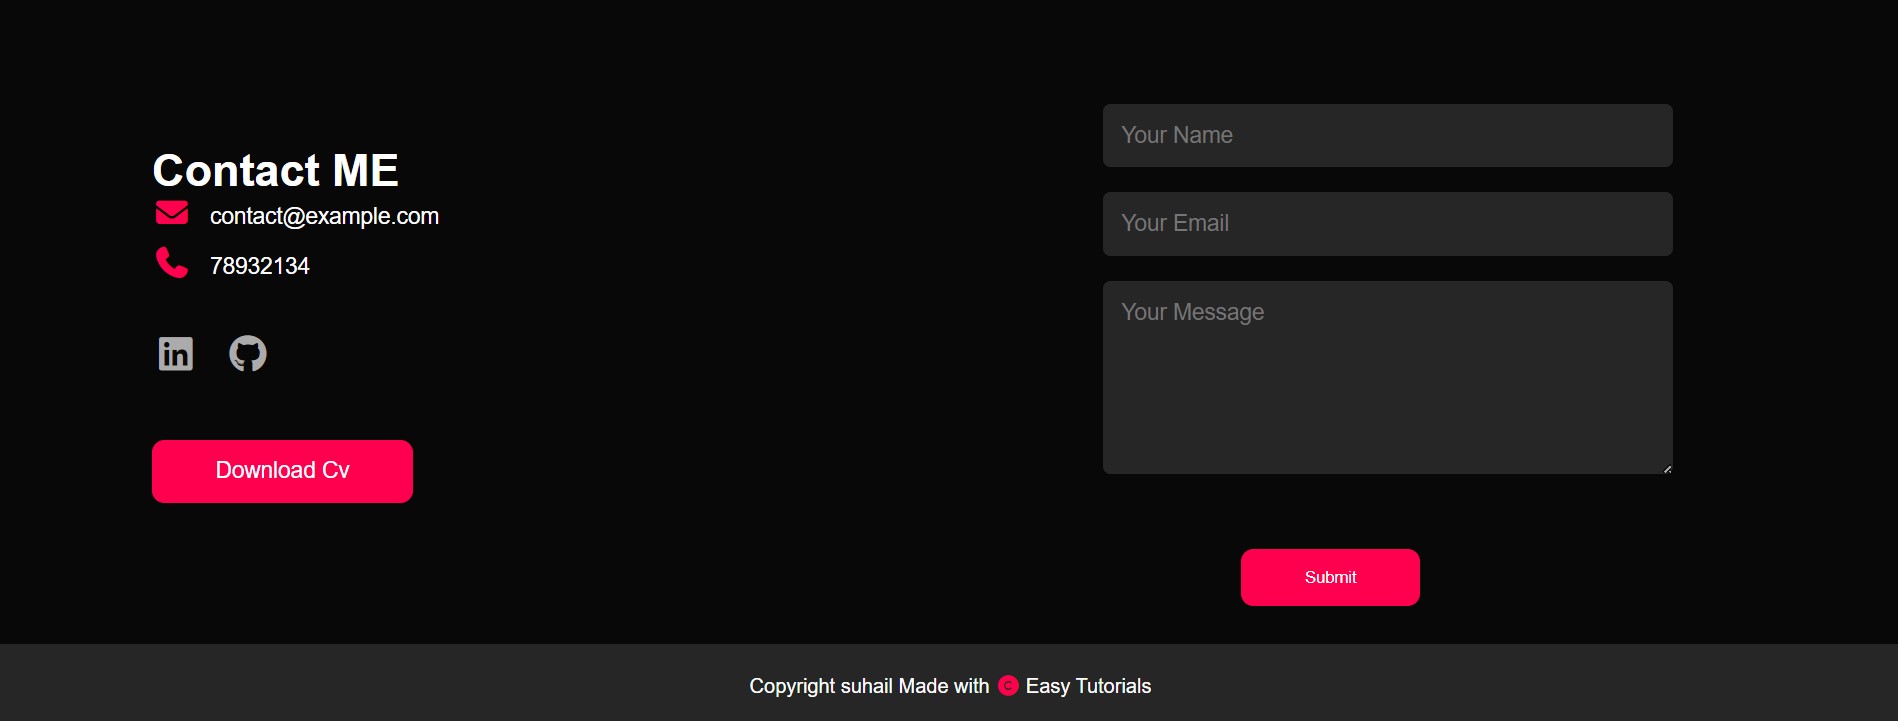 Contact ME
contact@example.com
78932134
in
Download Cv
Your Name
Your Email
Your Message
Submit
Copyright suhail Made with © Easy Tutorials